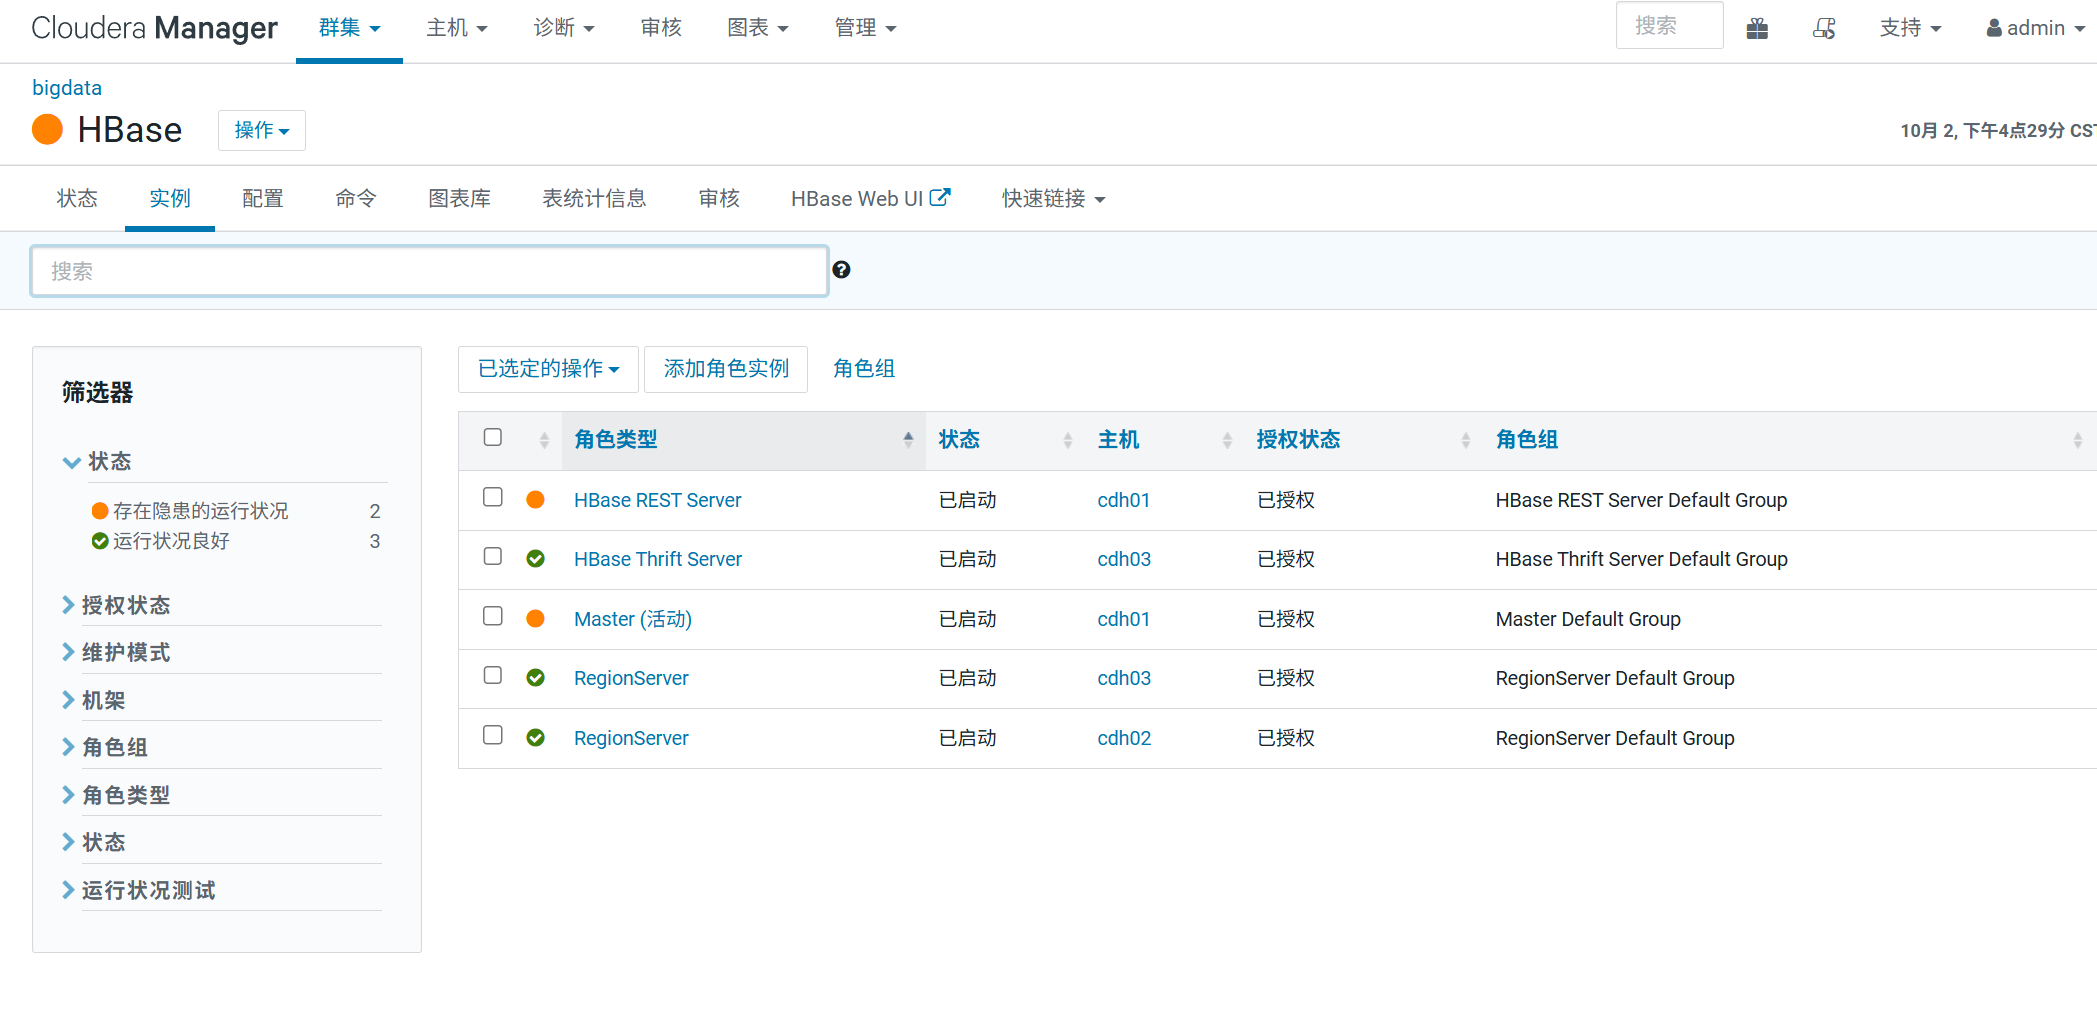 Cloudera Manager 群集 主机 诊断 审核 图表 管理 搜索 支持 admin
bigdata
HBase 操作 10月 2, 下午4点29分 CST
状态 实例 配置 命令 图表库 表统计信息 审核 HBase Web UI 快速链接
搜索
筛选器
状态
存在隐患的运行状况 2
运行状况良好 3
授权状态
维护模式
机架
角色组
角色类型
状态
运行状况测试
已选定的操作 添加角色实例 角色组
角色类型 状态 主机 授权状态 角色组
HBase REST Server 已启动 cdh01 已授权 HBase REST Server Default Group
HBase Thrift Server 已启动 cdh03 已授权 HBase Thrift Server Default Group
Master (活动) 已启动 cdh01 已授权 Master Default Group
RegionServer 已启动 cdh03 已授权 RegionServer Default Group
RegionServer 已启动 cdh02 已授权 RegionServer Default Group